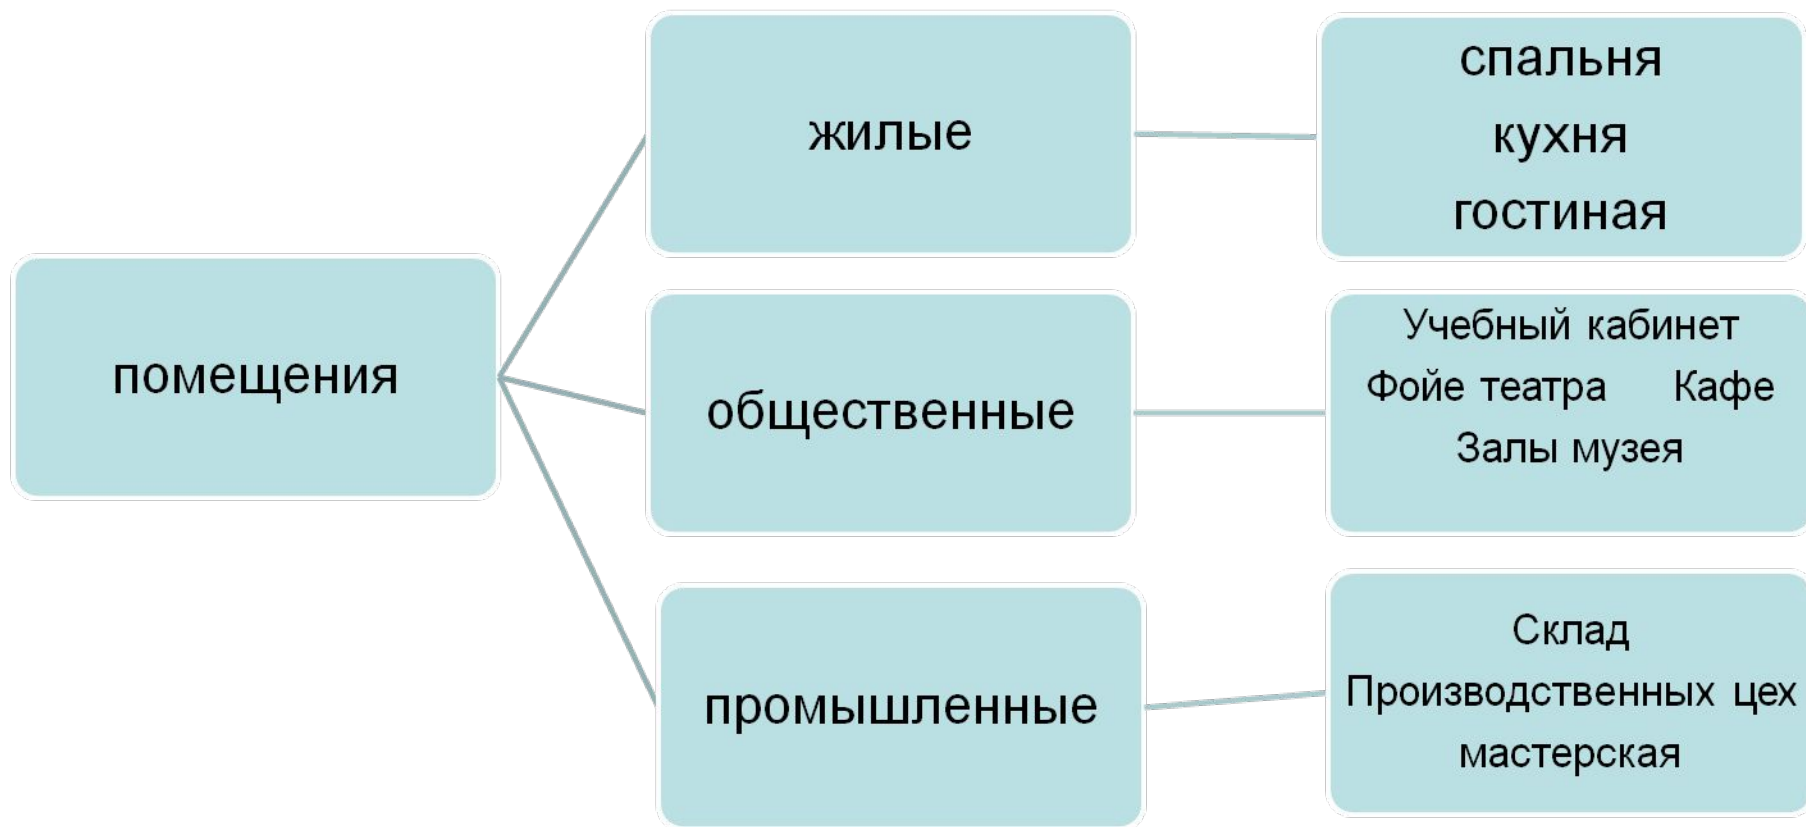 помещения
жилые
спальня
кухня
гостиная
общественные
Учебный кабинет
Фойе театра Кафе
Залы музея
промышленные
Склад
Производственных цех
мастерская